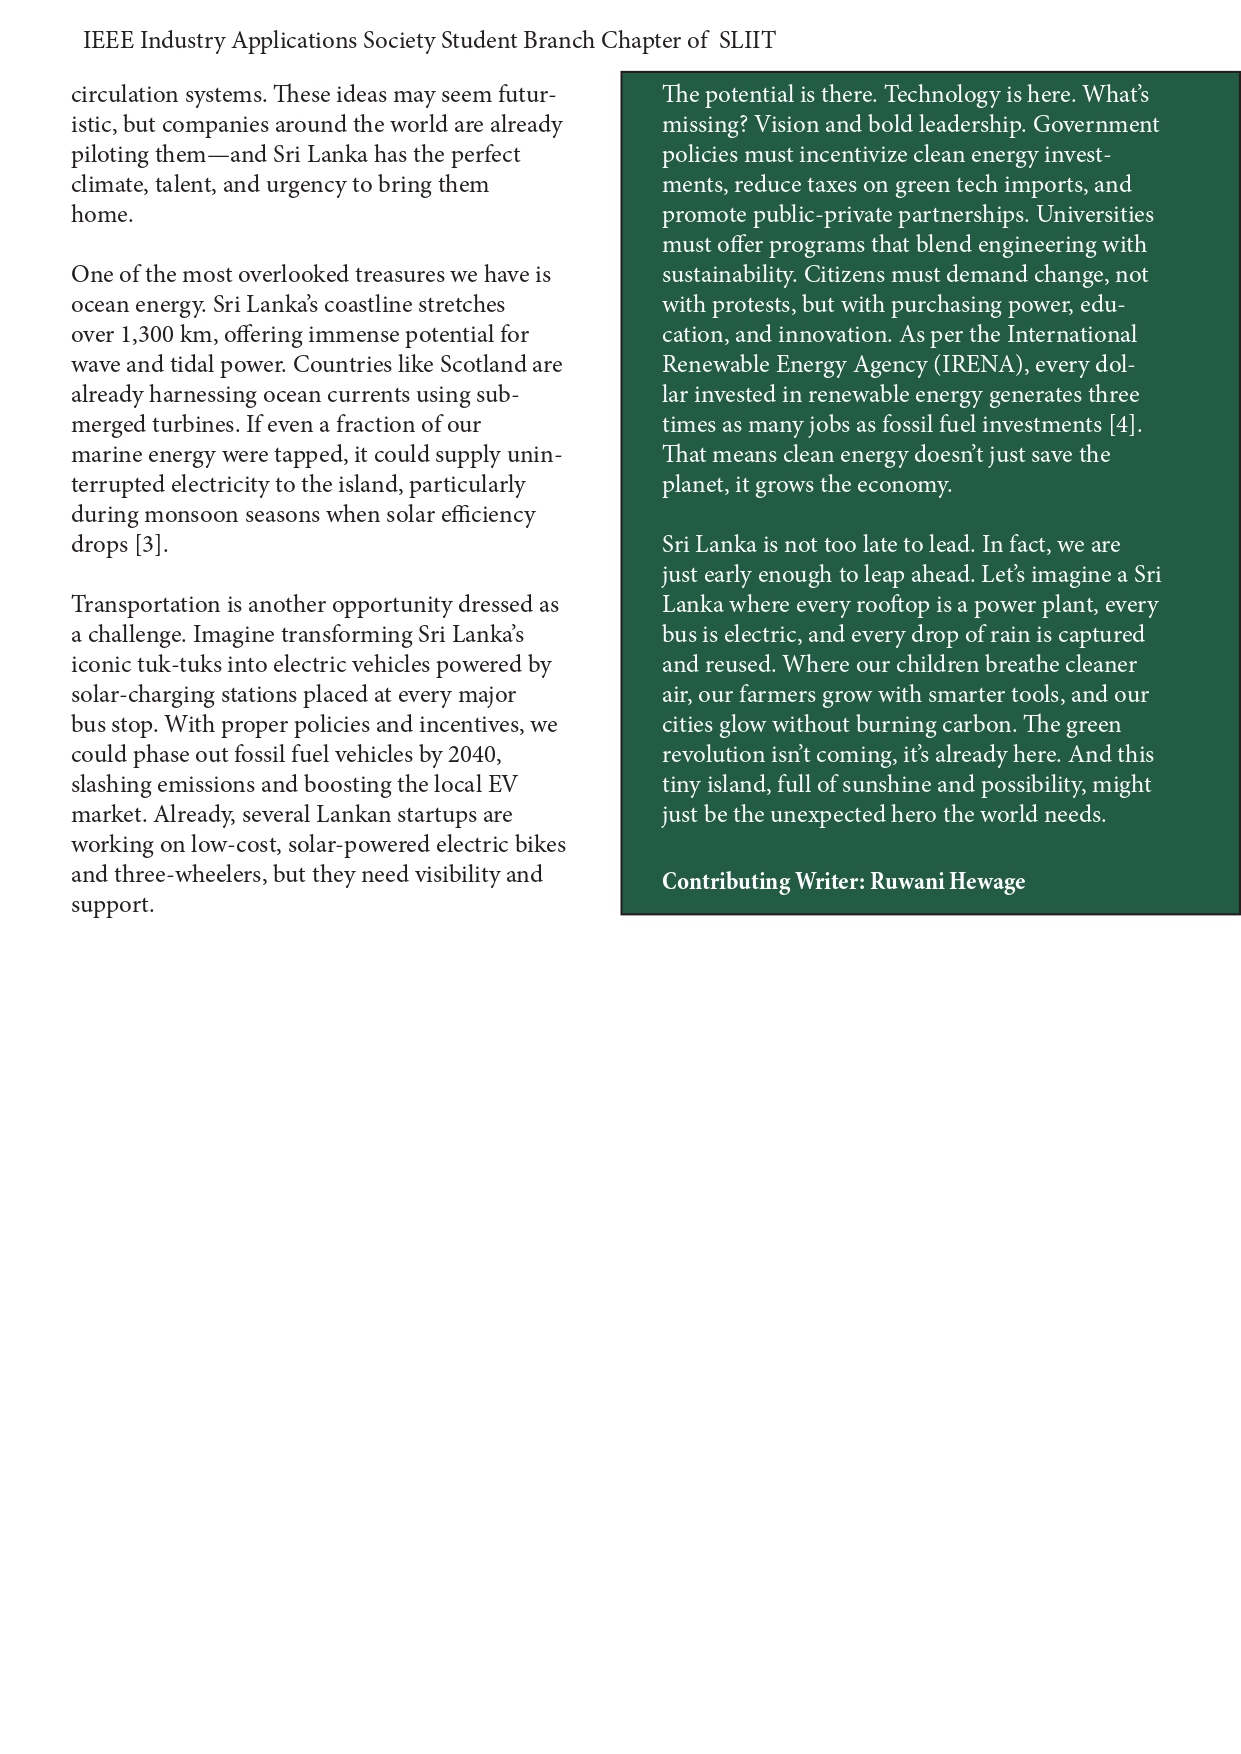 IEEE Industry Applications Society Student Branch Chapter of  SLIIT
circulation systems. These ideas may seem futur-
istic, but companies around the world are already
piloting them—and Sri Lanka has the perfect
climate, talent, and urgency to bring them
home.
One of the most overlooked treasures we have is
ocean energy. Sri Lanka’s coastline stretches
over 1,300 km, offering immense potential for
wave and tidal power. Countries like Scotland are
already harnessing ocean currents using sub-
merged turbines. If even a fraction of our
marine energy were tapped, it could supply unin-
terrupted electricity to the island, particularly
during monsoon seasons when solar efficiency
drops [3].
Transportation is another opportunity dressed as
a challenge. Imagine transforming Sri Lanka’s
iconic tuk-tuks into electric vehicles powered by
solar-charging stations placed at every major
bus stop. With proper policies and incentives, we
could phase out fossil fuel vehicles by 2040,
slashing emissions and boosting the local EV
market. Already, several Lankan startups are
working on low-cost, solar-powered electric bikes
and three-wheelers, but they need visibility and
support.
The potential is there. Technology is here. What’s
missing? Vision and bold leadership. Government
policies must incentivize clean energy invest-
ments, reduce taxes on green tech imports, and
promote public-private partnerships. Universities
must offer programs that blend engineering with
sustainability. Citizens must demand change, not
with protests, but with purchasing power, edu-
cation, and innovation. As per the International
Renewable Energy Agency (IRENA), every dol-
lar invested in renewable energy generates three
times as many jobs as fossil fuel investments [4].
That means clean energy doesn’t just save the
planet, it grows the economy.
Sri Lanka is not too late to lead. In fact, we are
just early enough to leap ahead. Let’s imagine a Sri
Lanka where every rooftop is a power plant, every
bus is electric, and every drop of rain is captured
and reused. Where our children breathe cleaner
air, our farmers grow with smarter tools, and our
cities glow without burning carbon. The green
revolution isn’t coming, it’s already here. And this
tiny island, full of sunshine and possibility, might
just be the unexpected hero the world needs.
Contributing Writer: Ruwani Hewage